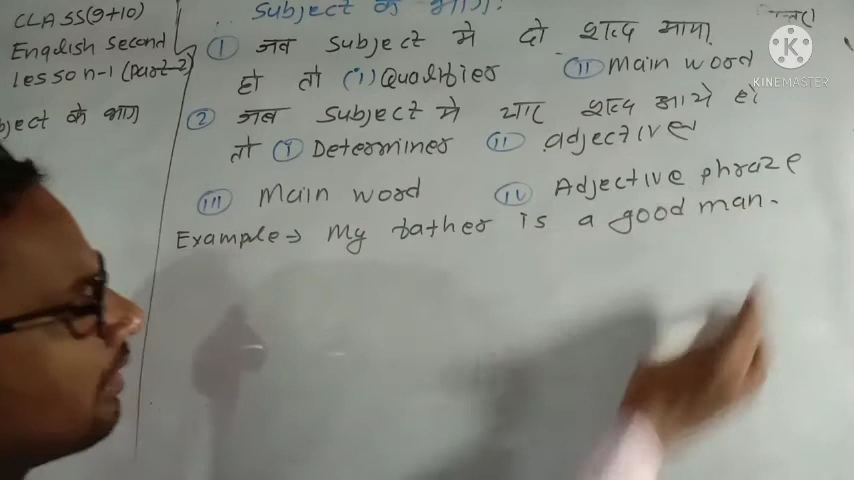 CLASS(9+10)
English Second
lesson-1 (Part-2)
bject के भाग
Subject के भाग:
① जब Subject मे दो शब्द आया
हो तो (i) Qualifier (ii) Main word
② जब Subject मे चार शब्द आये हो
तो (i) Determiner (ii) adjective
(iii) Main word (iv) Adjective phraze
Example→ My father is a good man.
KINEMASTER